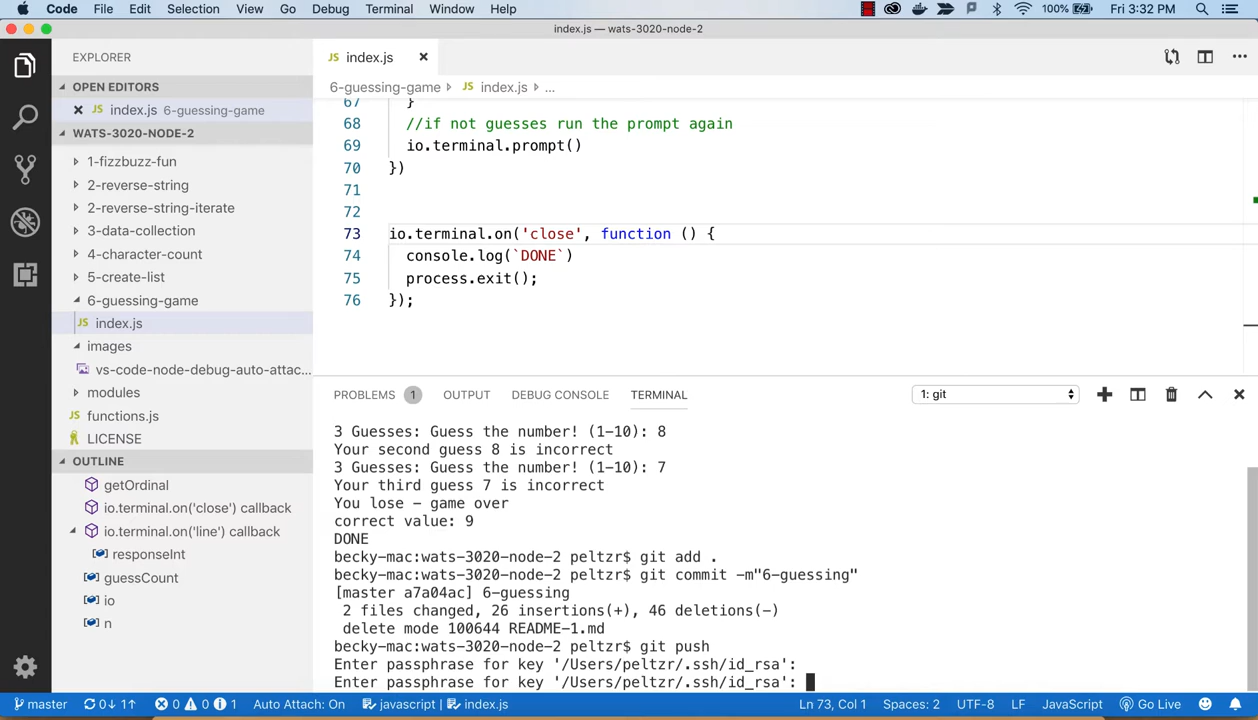 Code File Edit Selection View Go Debug Terminal Window Help 100% Fri 3:32 PM
index.js — wats-3020-node-2
EXPLORER
JS index.js
OPEN EDITORS
JS index.js 6-guessing-game
6-guessing-game JS index.js ...
WATS-3020-NODE-2
1-fizzbuzz-fun
2-reverse-string
2-reverse-string-iterate
3-data-collection
4-character-count
5-create-list
6-guessing-game
JS index.js
images
vs-code-node-debug-auto-attac...
modules
JS functions.js
LICENSE
OUTLINE
getOrdinal
io.terminal.on('close') callback
io.terminal.on('line') callback
responseInt
guessCount
io
n
67 }
68 //if not guesses run the prompt again
69 io.terminal.prompt()
70 })
71
72
73 io.terminal.on('close', function () {
74 console.log(`DONE`)
75 process.exit();
76 });
PROBLEMS 1 OUTPUT DEBUG CONSOLE TERMINAL 1: git
3 Guesses: Guess the number! (1-10): 8
Your second guess 8 is incorrect
3 Guesses: Guess the number! (1-10): 7
Your third guess 7 is incorrect
You lose - game over
correct value: 9
DONE
becky-mac:wats-3020-node-2 peltzr$ git add .
becky-mac:wats-3020-node-2 peltzr$ git commit -m"6-guessing"
[master a7a04ac] 6-guessing
2 files changed, 26 insertions(+), 46 deletions(-)
delete mode 100644 README-1.md
becky-mac:wats-3020-node-2 peltzr$ git push
Enter passphrase for key '/Users/peltzr/.ssh/id_rsa':
Enter passphrase for key '/Users/peltzr/.ssh/id_rsa':
master 0↓ 1↑ 0 0 1 Auto Attach: On javascript | index.js Ln 73, Col 1 Spaces: 2 UTF-8 LF JavaScript Go Live